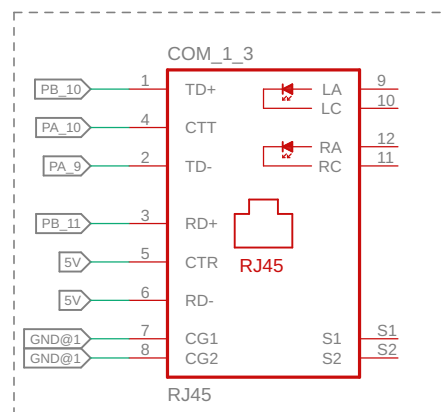 COM_1_3
PB_10 1 TD+ LA 9
LC 10
PA_10 4 CTT
RA 12
PA_9 2 TD- RC 11
PB_11 3 RD+
5V 5 CTR RJ45
5V 6 RD-
GND@1 7 CG1 S1 S1
GND@1 8 CG2 S2 S2
RJ45